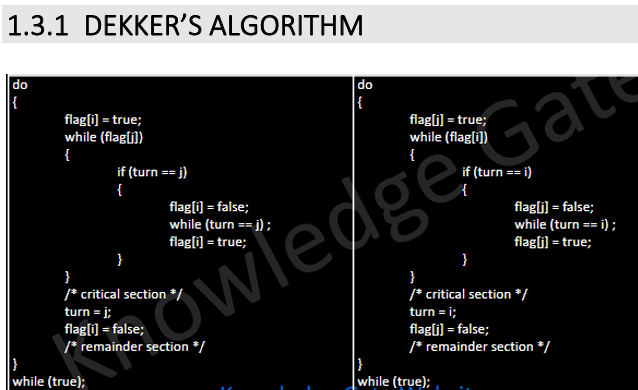 1.3.1 DEKKER’S ALGORITHM
do
{
flag[i] = true;
while (flag[j])
{
if (turn == j)
{
flag[i] = false;
while (turn == j) ;
flag[i] = true;
}
}
/* critical section */
turn = j;
flag[i] = false;
/* remainder section */
}
while (true);
do
{
flag[j] = true;
while (flag[i])
{
if (turn == i)
{
flag[j] = false;
while (turn == i) ;
flag[j] = true;
}
}
/* critical section */
turn = i;
flag[j] = false;
/* remainder section */
}
while (true);
Knowledge Gate